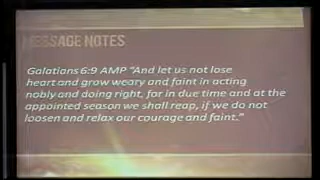 MESSAGE NOTES
Galations 6:9 AMP "And let us not lose
heart and grow weary and faint in acting
nobly and doing right, for in due time and at the
appointed season we shall reap, if we do not
loosen and relax our courage and faint."